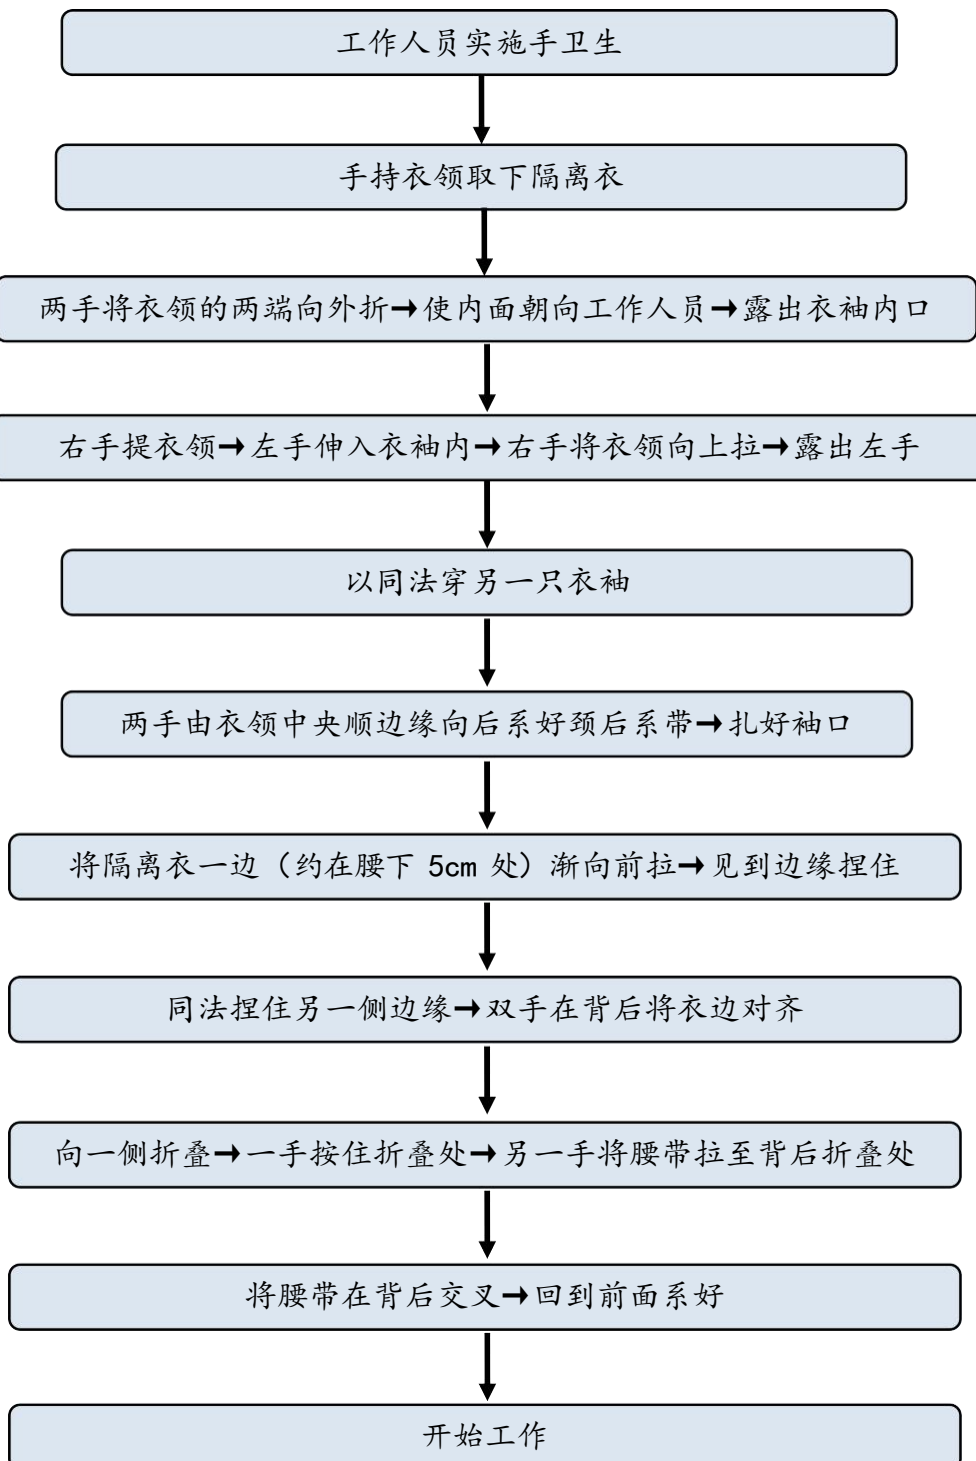 工作人员实施手卫生
手持衣领取下隔离衣
两手将衣领的两端向外折→使内面朝向工作人员→露出衣袖内口
右手提衣领→左手伸入衣袖内→右手将衣领向上拉→露出左手
以同法穿另一只衣袖
两手由衣领中央顺边缘向后系好颈后系带→扎好袖口
将隔离衣一边（约在腰下 5cm 处）渐向前拉→见到边缘捏住
同法捏住另一侧边缘→双手在背后将衣边对齐
向一侧折叠→一手按住折叠处→另一手将腰带拉至背后折叠处
将腰带在背后交叉→回到前面系好
开始工作